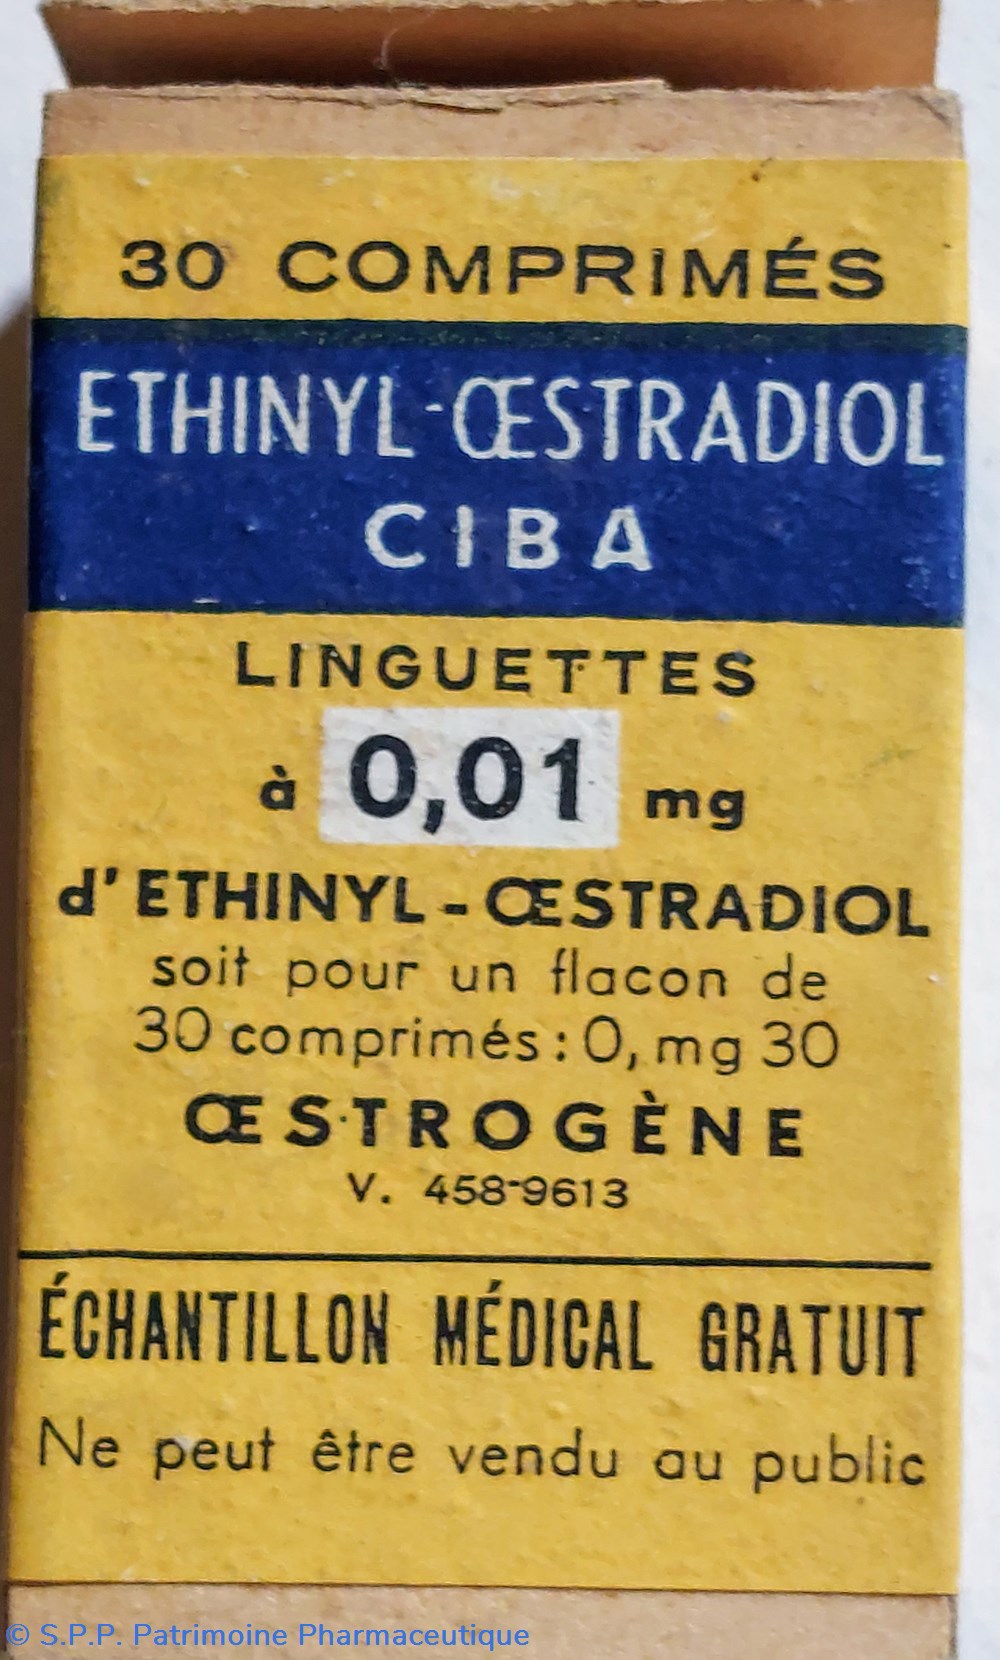 30 COMPRIMÉS
ETHINYL-ŒSTRADIOL
CIBA
LINGUETTES
à 0,01 mg
d'ETHINYL-ŒSTRADIOL
soit pour un flacon de
30 comprimés : 0, mg 30
ŒSTROGÈNE
V. 458-9613
ÉCHANTILLON MÉDICAL GRATUIT
Ne peut être vendu au public
© S.P.P. Patrimoine Pharmaceutique